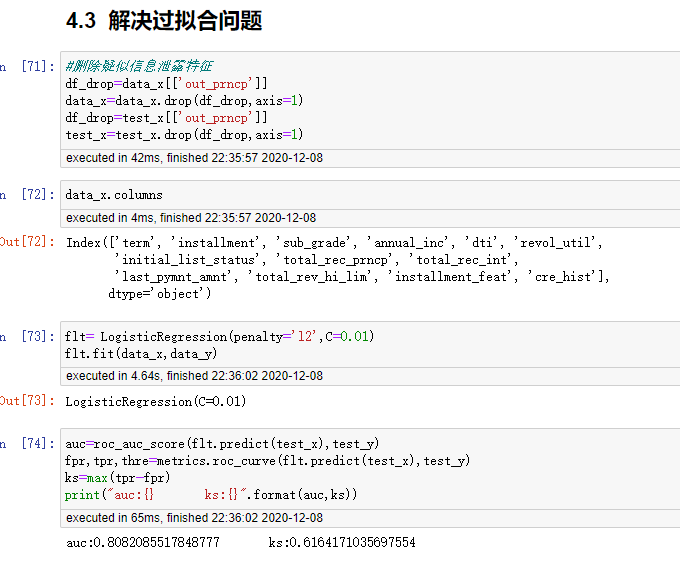 4.3 解决过拟合问题
n [71]: #删除疑似信息泄露特征
df_drop=data_x[['out_prncp']]
data_x=data_x.drop(df_drop,axis=1)
df_drop=test_x[['out_prncp']]
test_x=test_x.drop(df_drop,axis=1)
executed in 42ms, finished 22:35:57 2020-12-08
n [72]: data_x.columns
executed in 4ms, finished 22:35:57 2020-12-08
Out[72]: Index(['term', 'installment', 'sub_grade', 'annual_inc', 'dti', 'revol_util',
'initial_list_status', 'total_rec_prncp', 'total_rec_int',
'last_pymnt_amnt', 'total_rev_hi_lim', 'installment_feat', 'cre_hist'],
dtype='object')
n [73]: flt= LogisticRegression(penalty='l2',C=0.01)
flt.fit(data_x,data_y)
executed in 4.64s, finished 22:36:02 2020-12-08
Out[73]: LogisticRegression(C=0.01)
n [74]: auc=roc_auc_score(flt.predict(test_x),test_y)
fpr,tpr,thre=metrics.roc_curve(flt.predict(test_x),test_y)
ks=max(tpr-fpr)
print("auc:{}      ks:{}".format(auc,ks))
executed in 65ms, finished 22:36:02 2020-12-08
auc:0.8082085517848777      ks:0.6164171035697554